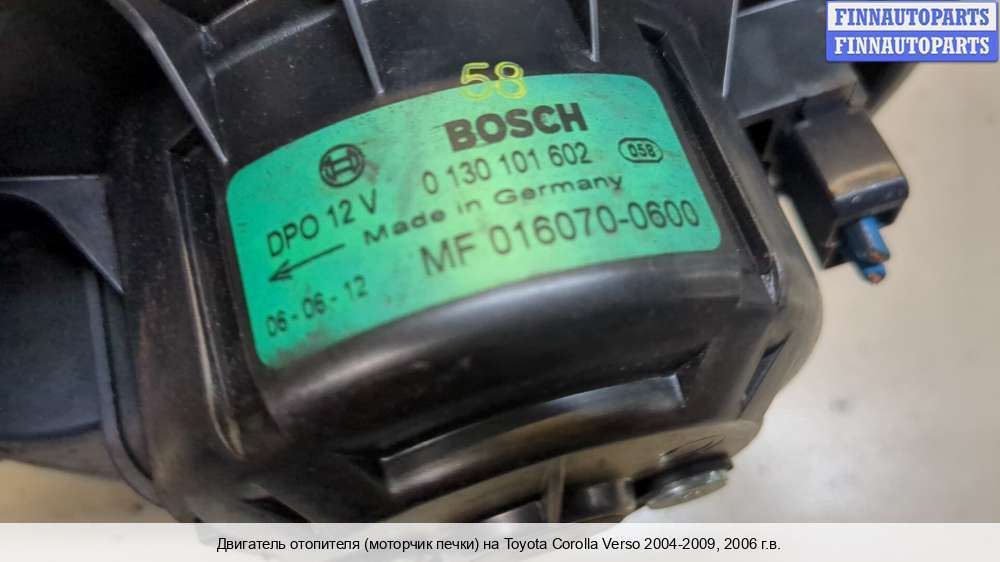 FINNAUTOPARTS
FINNAUTOPARTS
58
BOSCH
0 130 101 602
058
DPO 12 V
Made in Germany
MF 016070-0600
06-06-12
Двигатель отопителя (моторчик печки) на Toyota Corolla Verso 2004-2009, 2006 г.в.